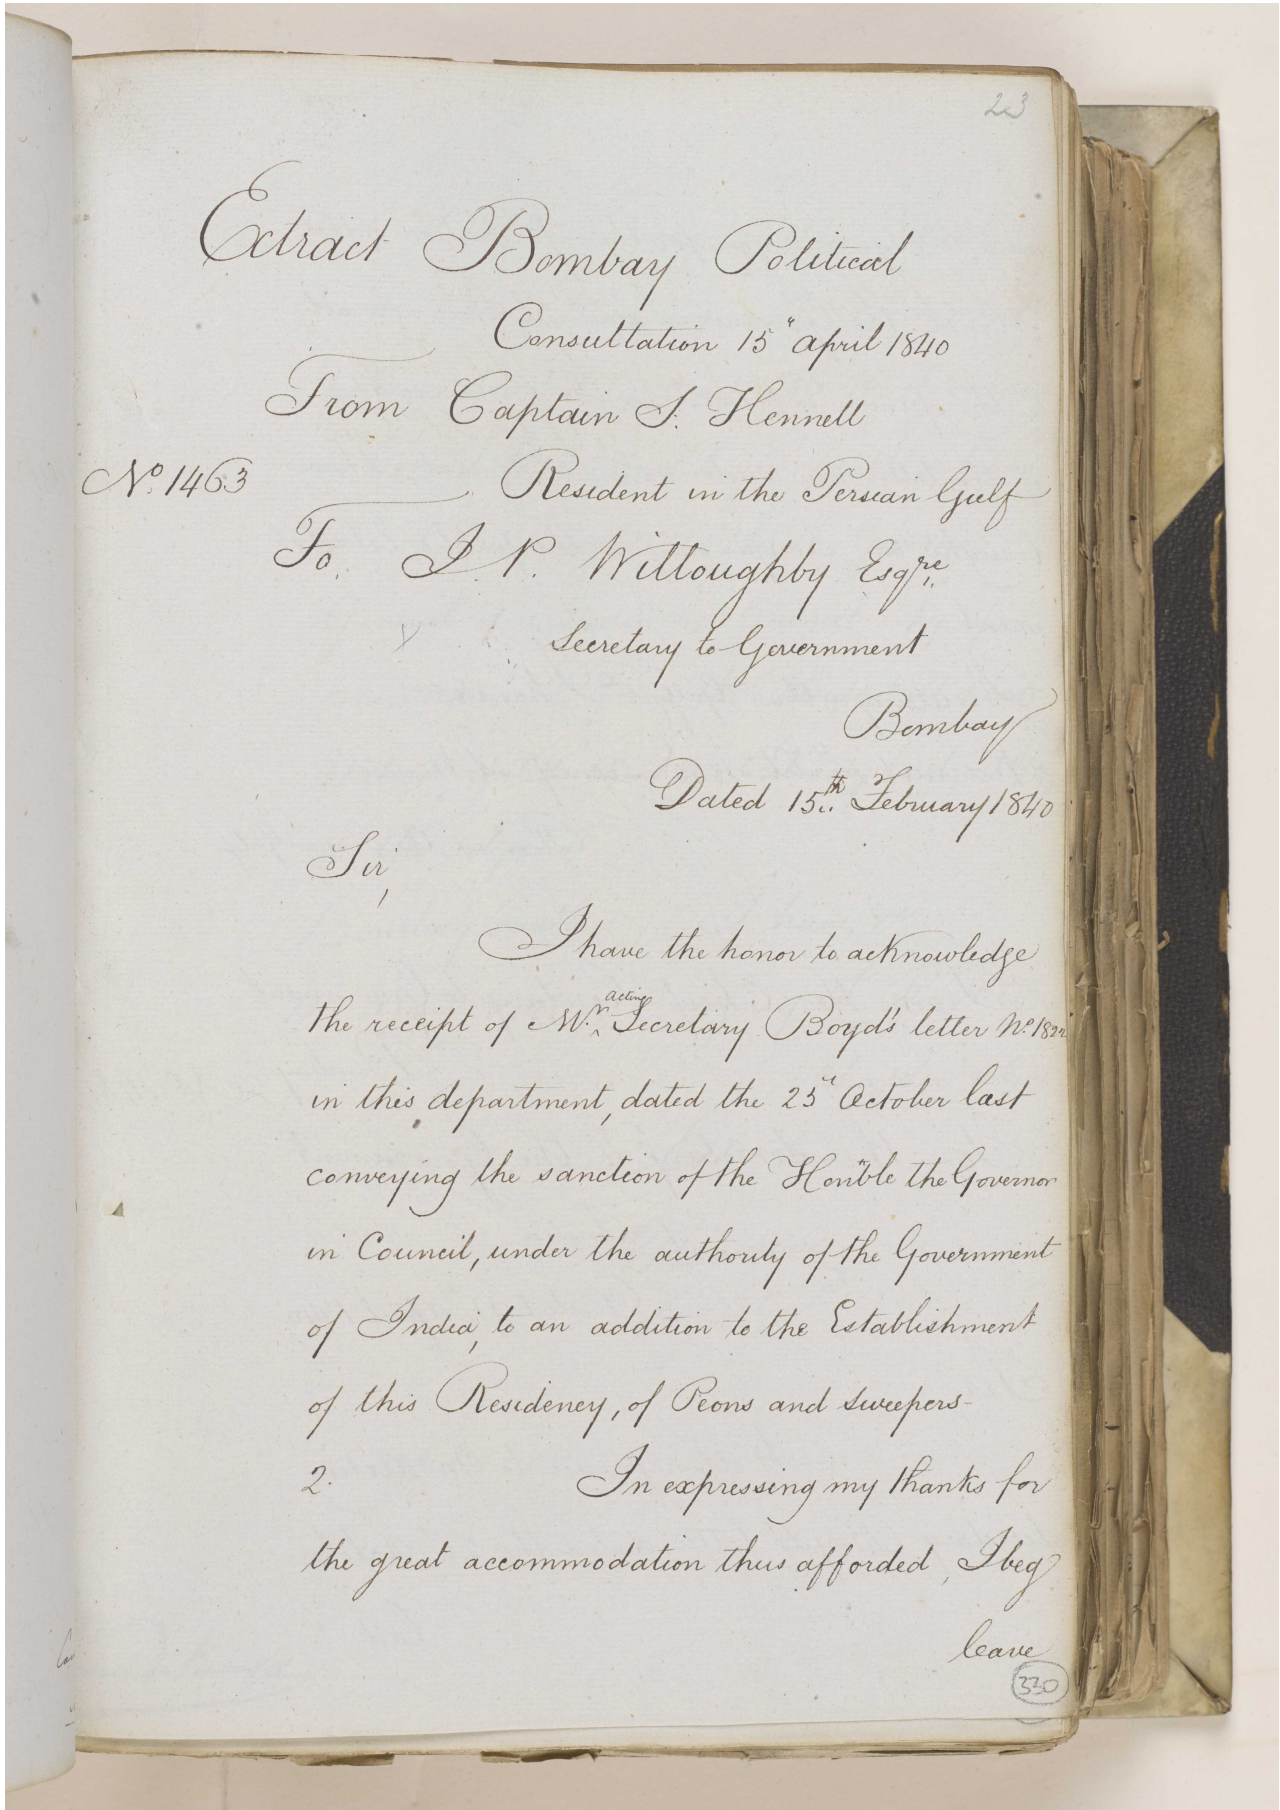 23
Extract Bombay Political
Consultation 15" April 1840
From Captain S. Hennell
No. 1463
Resident in the Persian Gulf
To. J. P. Willoughby Esqre.
Secretary to Government
Bombay
Dated 15th February 1840
Sir,
I have the honor to acknowledge
the receipt of Mr. Acting Secretary Boyd's letter No. 1822
in this department, dated the 25" October last
conveying the sanction of the Hon'ble the Governor
in Council, under the authority of the Government
of India, to an addition to the Establishment
of this Residency, of Peons and Sweepers-
2. In expressing my thanks for
the great accommodation thus afforded, I beg
leave
330